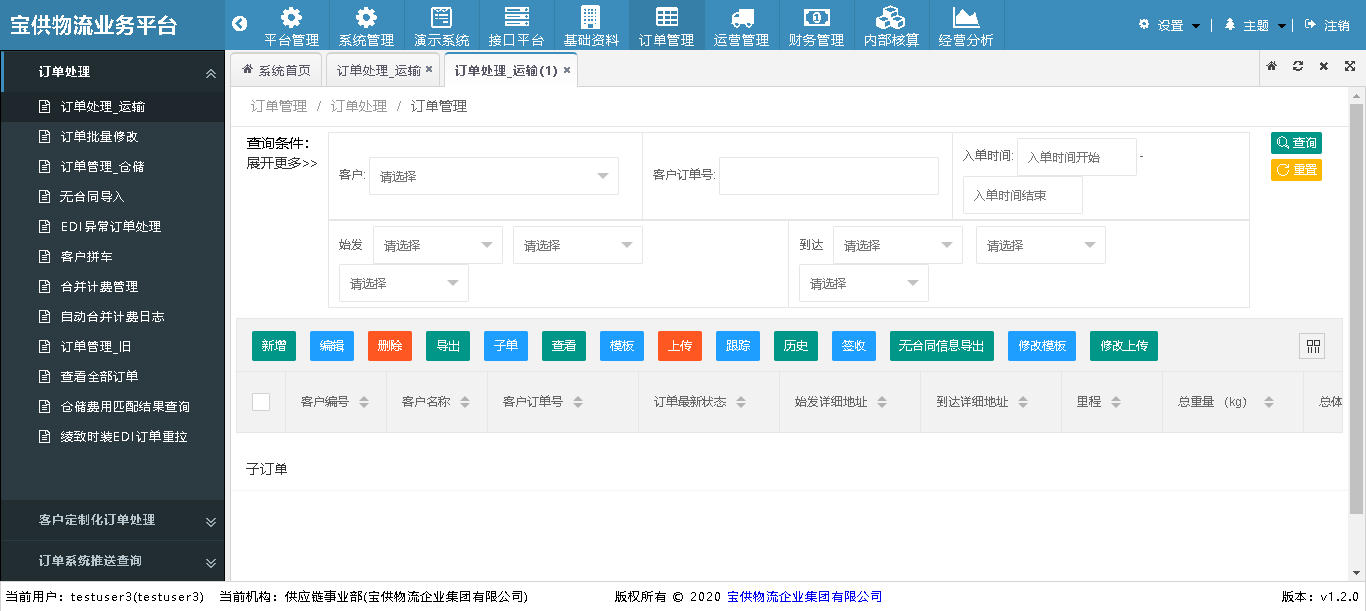 宝供物流业务平台
平台管理 系统管理 演示系统 接口平台 基础资料 订单管理 运营管理 财务管理 内部核算 经营分析
设置 | 主题 | 注销
订单处理
订单处理_运输
订单批量修改
订单管理_仓储
无合同导入
EDI异常订单处理
客户拼车
合并计费管理
自动合并计费日志
订单管理_旧
查看全部订单
仓储费用匹配结果查询
绫致时装EDI订单重拉
客户定制化订单处理
订单系统推送查询
系统首页 订单处理_运输 × 订单处理_运输(1) ×
订单管理 / 订单处理 / 订单管理
查询条件:
展开更多>>
客户: 请选择
客户订单号:
入单时间: 入单时间开始 -
入单时间结束
查询
重置
始发 请选择 请选择
请选择
到达 请选择 请选择
请选择
新增 编辑 删除 导出 子单 查看 模板 上传 跟踪 历史 签收 无合同信息导出 修改模板 修改上传
客户编号 客户名称 客户订单号 订单最新状态 始发详细地址 到达详细地址 里程 总重量 (kg) 总体
子订单
当前用户: testuser3(testuser3) 当前机构: 供应链事业部(宝供物流企业集团有限公司) 版权所有 © 2020 宝供物流企业集团有限公司 版本: v1.2.0